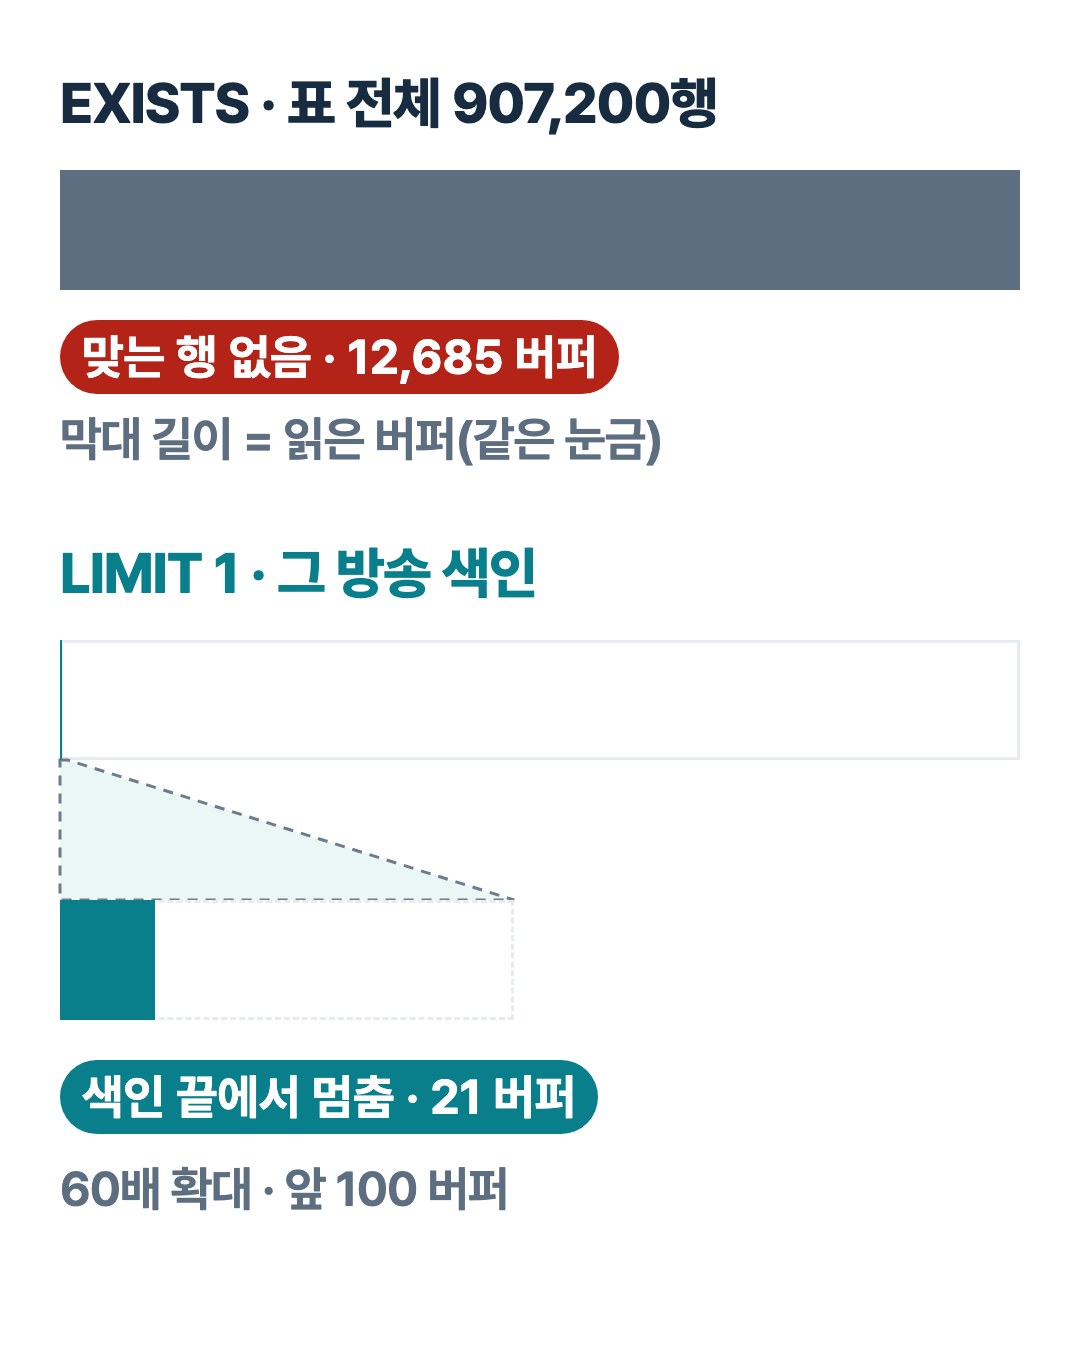 EXISTS · 표 전체 907,200행
맞는 행 없음 · 12,685 버퍼
막대 길이 = 읽은 버퍼(같은 눈금)
LIMIT 1 · 그 방송 색인
색인 끝에서 멈춤 · 21 버퍼
60배 확대 · 앞 100 버퍼